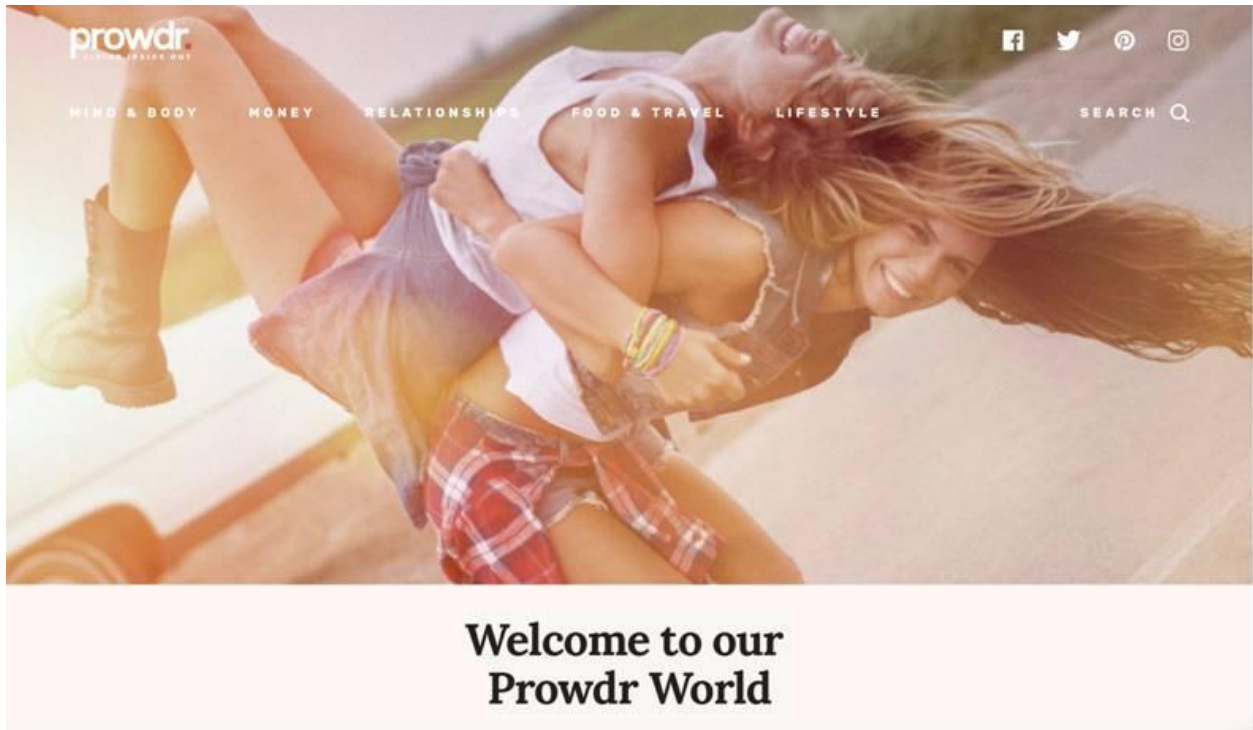 prowdr.
MIND & BODY MONEY RELATIONSHIPS FOOD & TRAVEL LIFESTYLE SEARCH
Welcome to our
Prowdr World